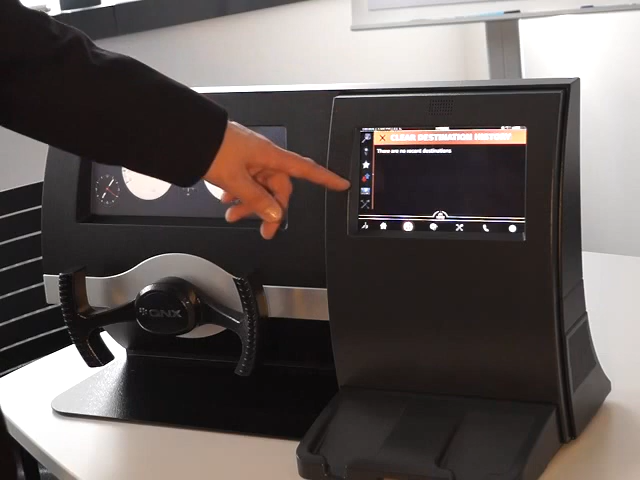 CLEAR DESTINATION HISTORY
There are no recent destinations
QNX